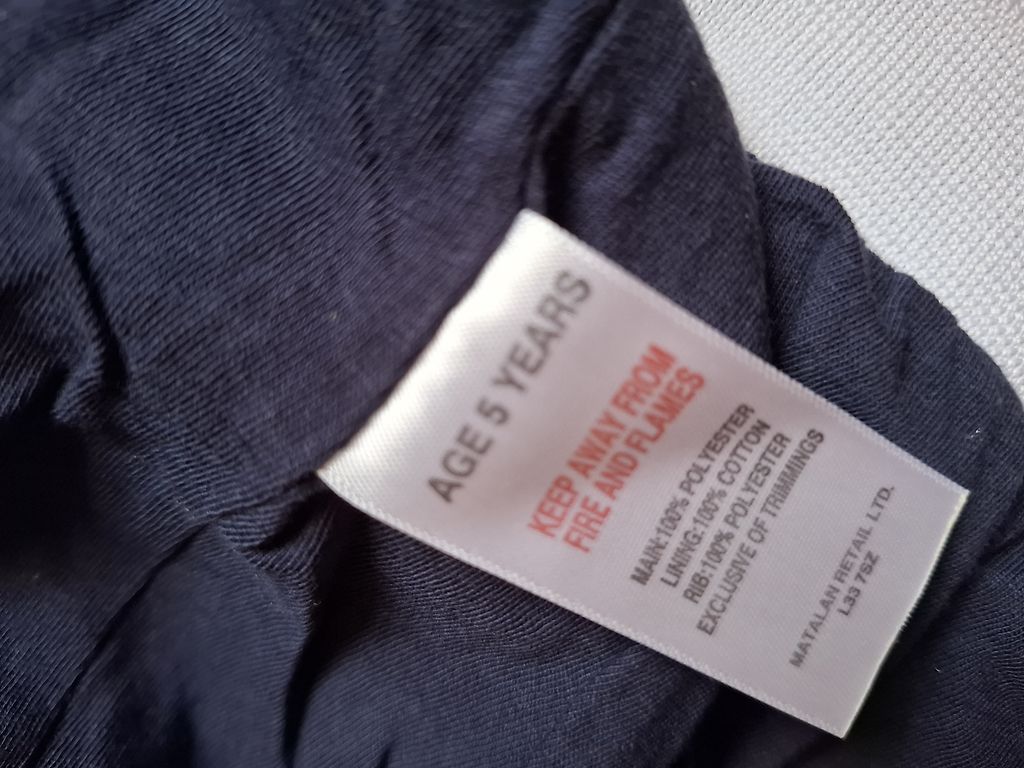 AGE 5 YEARS
KEEP AWAY FROM
FIRE AND FLAMES
MAIN:100% POLYESTER
LINING:100% COTTON
RIB:100% POLYESTER
EXCLUSIVE OF TRIMMINGS
MATALAN RETAIL LTD.
L33 7SZ